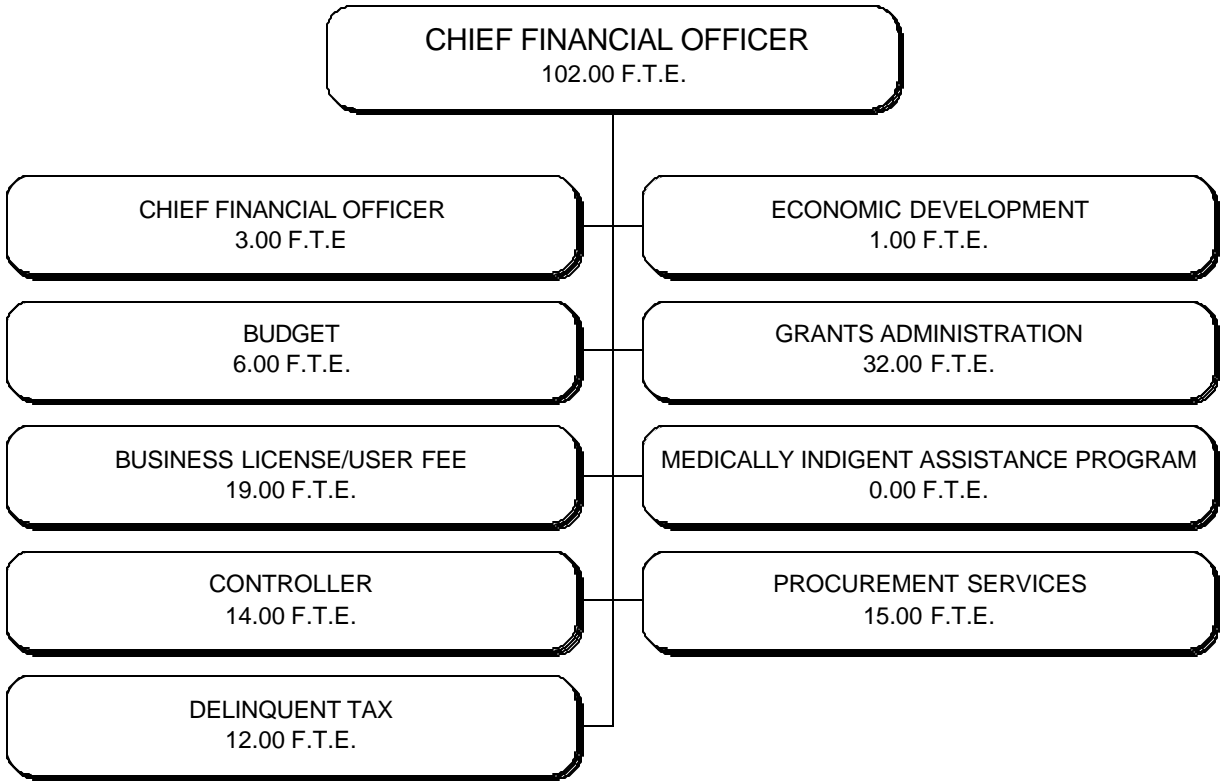 CHIEF FINANCIAL OFFICER
102.00 F.T.E.
CHIEF FINANCIAL OFFICER
3.00 F.T.E
ECONOMIC DEVELOPMENT
1.00 F.T.E.
BUDGET
6.00 F.T.E.
GRANTS ADMINISTRATION
32.00 F.T.E.
BUSINESS LICENSE/USER FEE
19.00 F.T.E.
MEDICALLY INDIGENT ASSISTANCE PROGRAM
0.00 F.T.E.
CONTROLLER
14.00 F.T.E.
PROCUREMENT SERVICES
15.00 F.T.E.
DELINQUENT TAX
12.00 F.T.E.